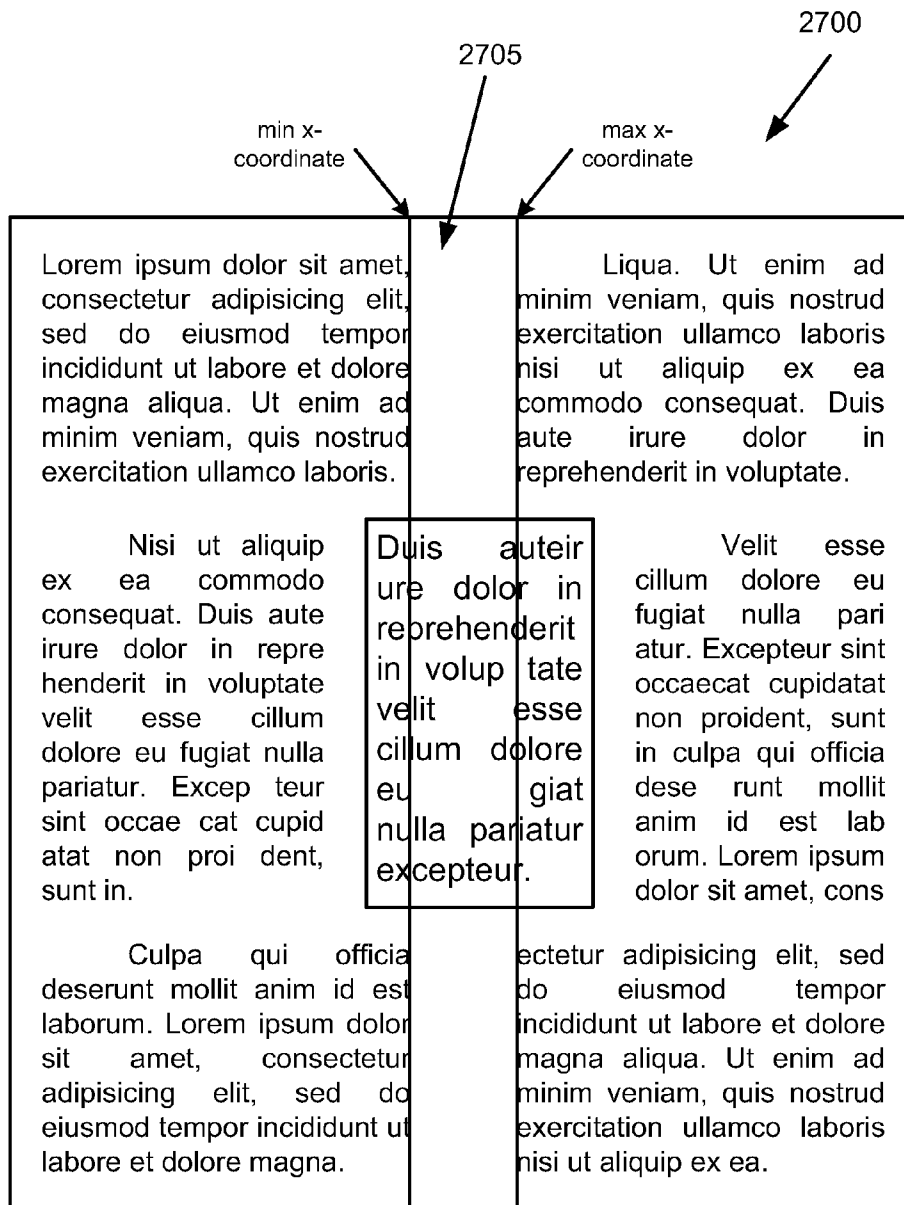 2700
2705
min x-
coordinate
max x-
coordinate
Lorem ipsum dolor sit amet,
consectetur adipisicing elit,
sed do eiusmod tempor
incididunt ut labore et dolore
magna aliqua. Ut enim ad
minim veniam, quis nostrud
exercitation ullamco laboris.
Nisi ut aliquip
ex ea commodo
consequat. Duis aute
irure dolor in repre
henderit in voluptate
velit esse cillum
dolore eu fugiat nulla
pariatur. Excep teur
sint occae cat cupid
atat non proi dent,
sunt in.
Culpa qui officia
deserunt mollit anim id est
laborum. Lorem ipsum dolor
sit amet, consectetur
adipisicing elit, sed do
eiusmod tempor incididunt ut
labore et dolore magna.
Duis auteir
ure dolor in
reprehenderit
in volup tate
velit esse
cillum dolore
eu giat
nulla pariatur
excepteur.
Liqua. Ut enim ad
minim veniam, quis nostrud
exercitation ullamco laboris
nisi ut aliquip ex ea
commodo consequat. Duis
aute irure dolor in
reprehenderit in voluptate.
Velit esse
cillum dolore eu
fugiat nulla pari
atur. Excepteur sint
occaecat cupidatat
non proident, sunt
in culpa qui officia
dese runt mollit
anim id est lab
orum. Lorem ipsum
dolor sit amet, cons
ectetur adipisicing elit, sed
do eiusmod tempor
incididunt ut labore et dolore
magna aliqua. Ut enim ad
minim veniam, quis nostrud
exercitation ullamco laboris
nisi ut aliquip ex ea.